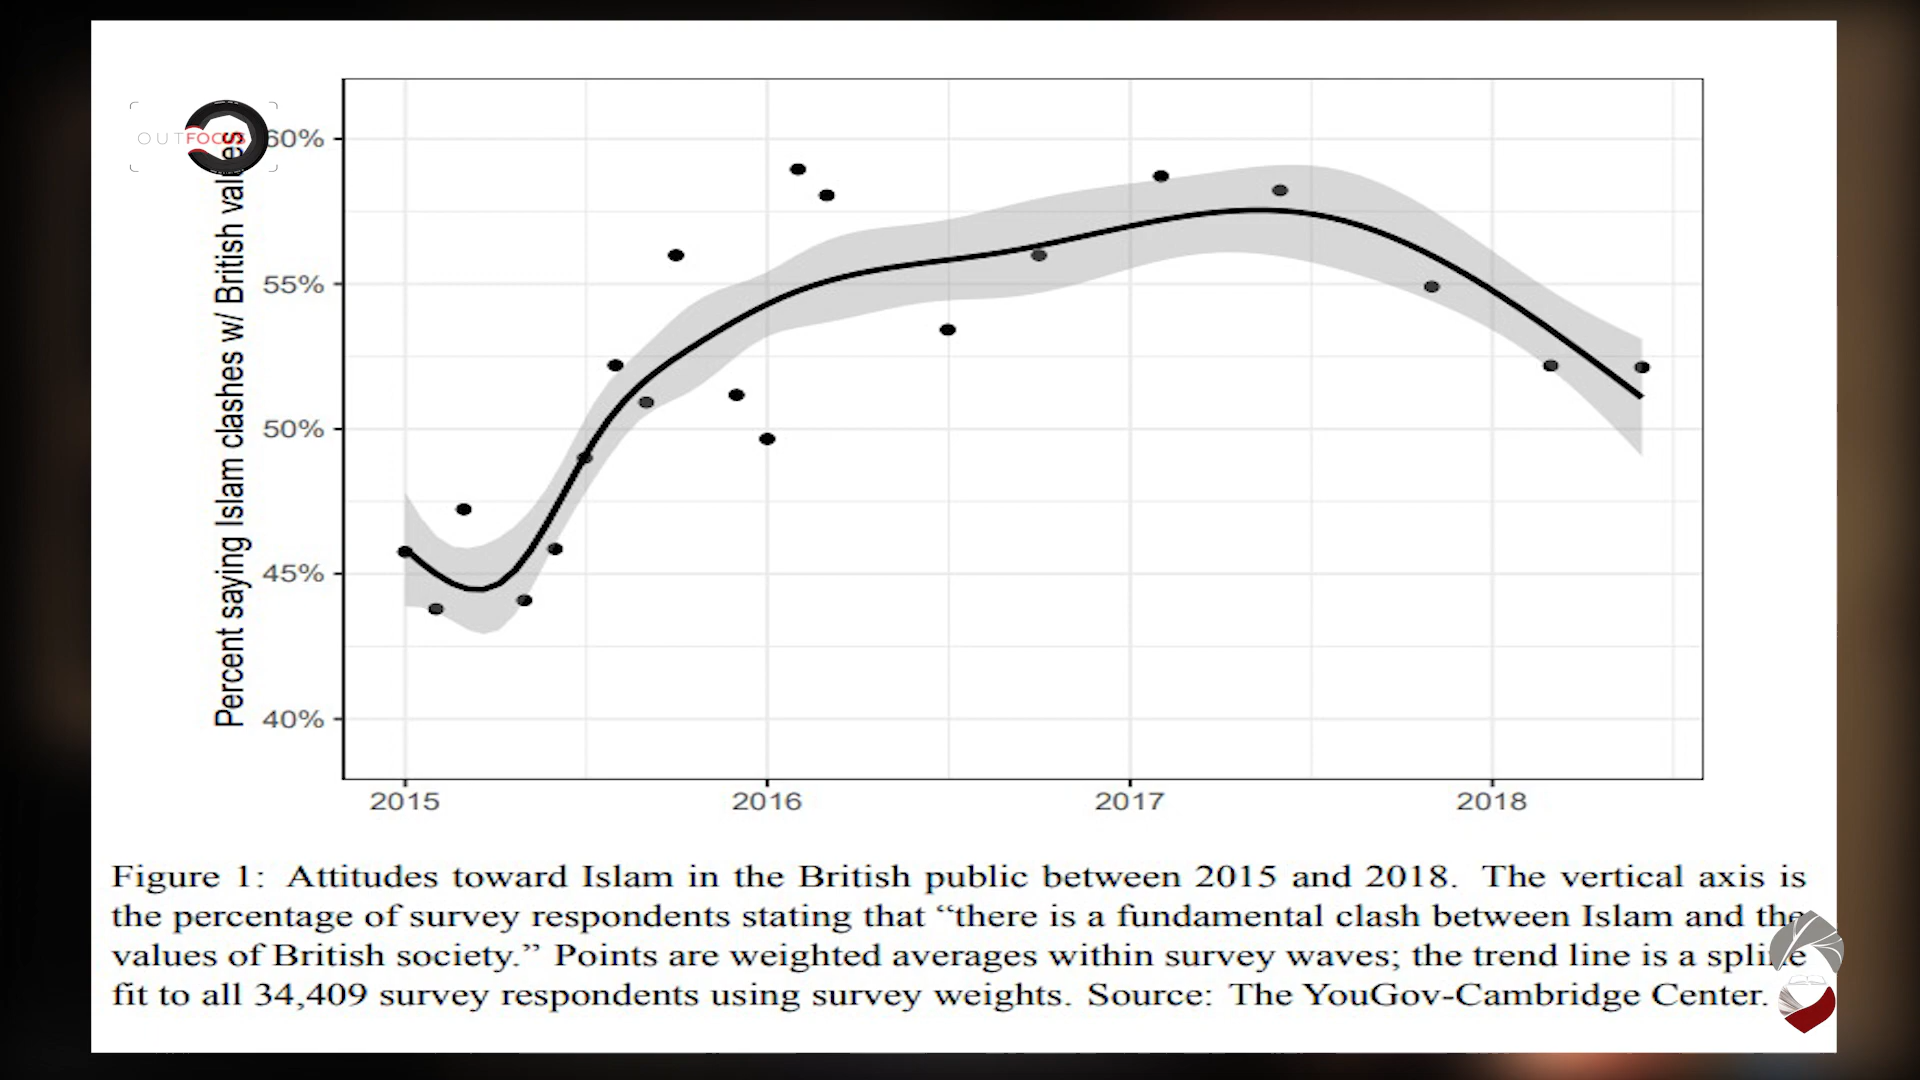 OUTFOCUS
Percent saying Islam clashes w/ British values
60%
55%
50%
45%
40%
2015 2016 2017 2018
Figure 1: Attitudes toward Islam in the British public between 2015 and 2018. The vertical axis is
the percentage of survey respondents stating that “there is a fundamental clash between Islam and the
values of British society.” Points are weighted averages within survey waves; the trend line is a spline
fit to all 34,409 survey respondents using survey weights. Source: The YouGov-Cambridge Center.